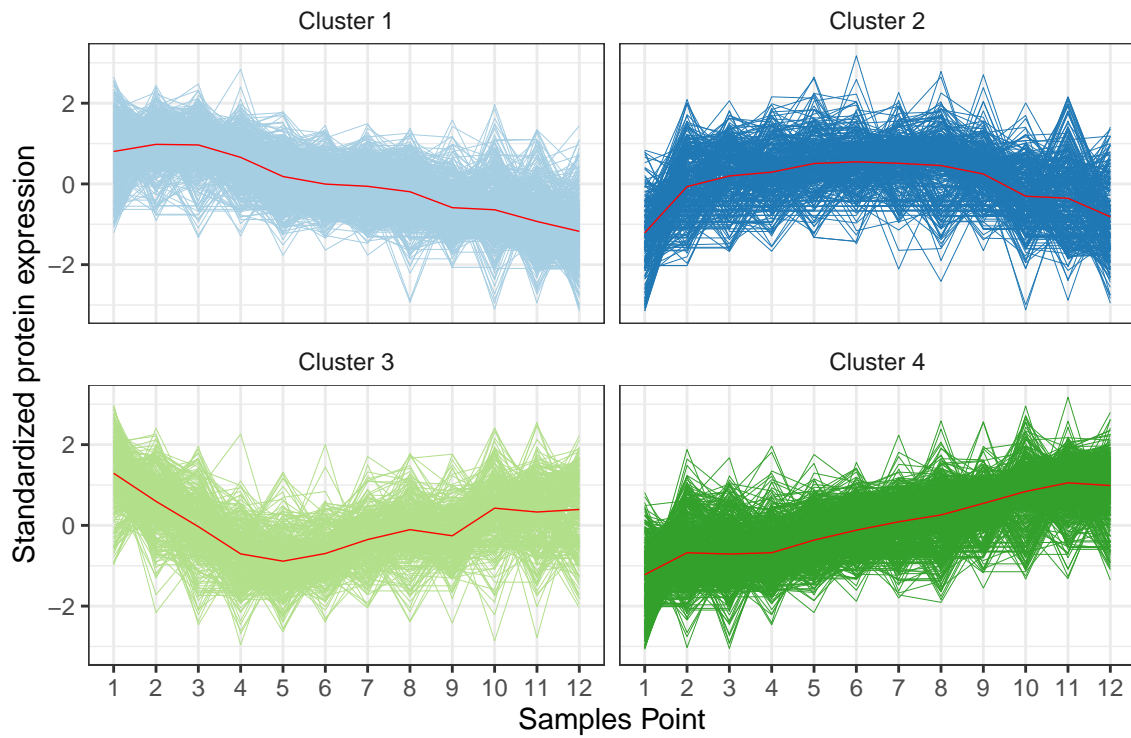 Cluster 1
Cluster 2
2
0
−2
Standardized protein expression
Cluster 3
Cluster 4
2
0
−2
1 2 3 4 5 6 7 8 9 10 11 12
1 2 3 4 5 6 7 8 9 10 11 12
Samples Point